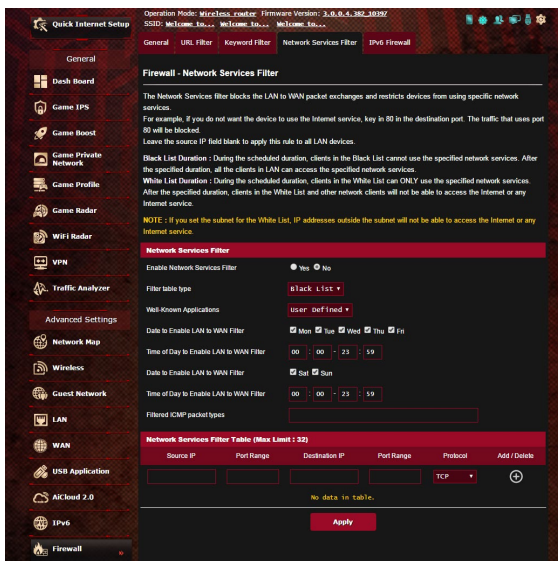 Quick Internet Setup
Operation Mode: Wireless router Firmware Version: 3.0.0.4.382_10397
SSID: Welcome to... Welcome to... Welcome to...
General URL Filter Keyword Filter Network Services Filter IPv6 Firewall
General
Dash Board
Game IPS
Game Boost
Game Private
Network
Game Profile
Game Radar
WiFi Radar
VPN
Traffic Analyzer
Advanced Settings
Network Map
Wireless
Guest Network
LAN
WAN
USB Application
AiCloud 2.0
IPv6
Firewall
Firewall - Network Services Filter
The Network Services filter blocks the LAN to WAN packet exchanges and restricts devices from using specific network
services.
For example, if you do not want the device to use the Internet service, key in 80 in the destination port. The traffic that uses port
80 will be blocked.
Leave the source IP field blank to apply this rule to all LAN devices.
Black List Duration : During the scheduled duration, clients in the Black List cannot use the specified network services. After
the specified duration, all the clients in LAN can access the specified network services.
White List Duration : During the scheduled duration, clients in the White List can ONLY use the specified network services.
After the specified duration, clients in the White List and other network clients will not be able to access the Internet or any
Internet service.
NOTE : If you set the subnet for the White List, IP addresses outside the subnet will not be able to access the Internet or any
Internet service.
Network Services Filter
Enable Network Services Filter Yes No
Filter table type Black List
Well-Known Applications User Defined
Date to Enable LAN to WAN Filter Mon Tue Wed Thu Fri
Time of Day to Enable LAN to WAN Filter 00 : 00 - 23 : 59
Date to Enable LAN to WAN Filter Sat Sun
Time of Day to Enable LAN to WAN Filter 00 : 00 - 23 : 59
Filtered ICMP packet types
Network Services Filter Table (Max Limit : 32)
Source IP Port Range Destination IP Port Range Protocol Add / Delete
TCP
No data in table.
Apply